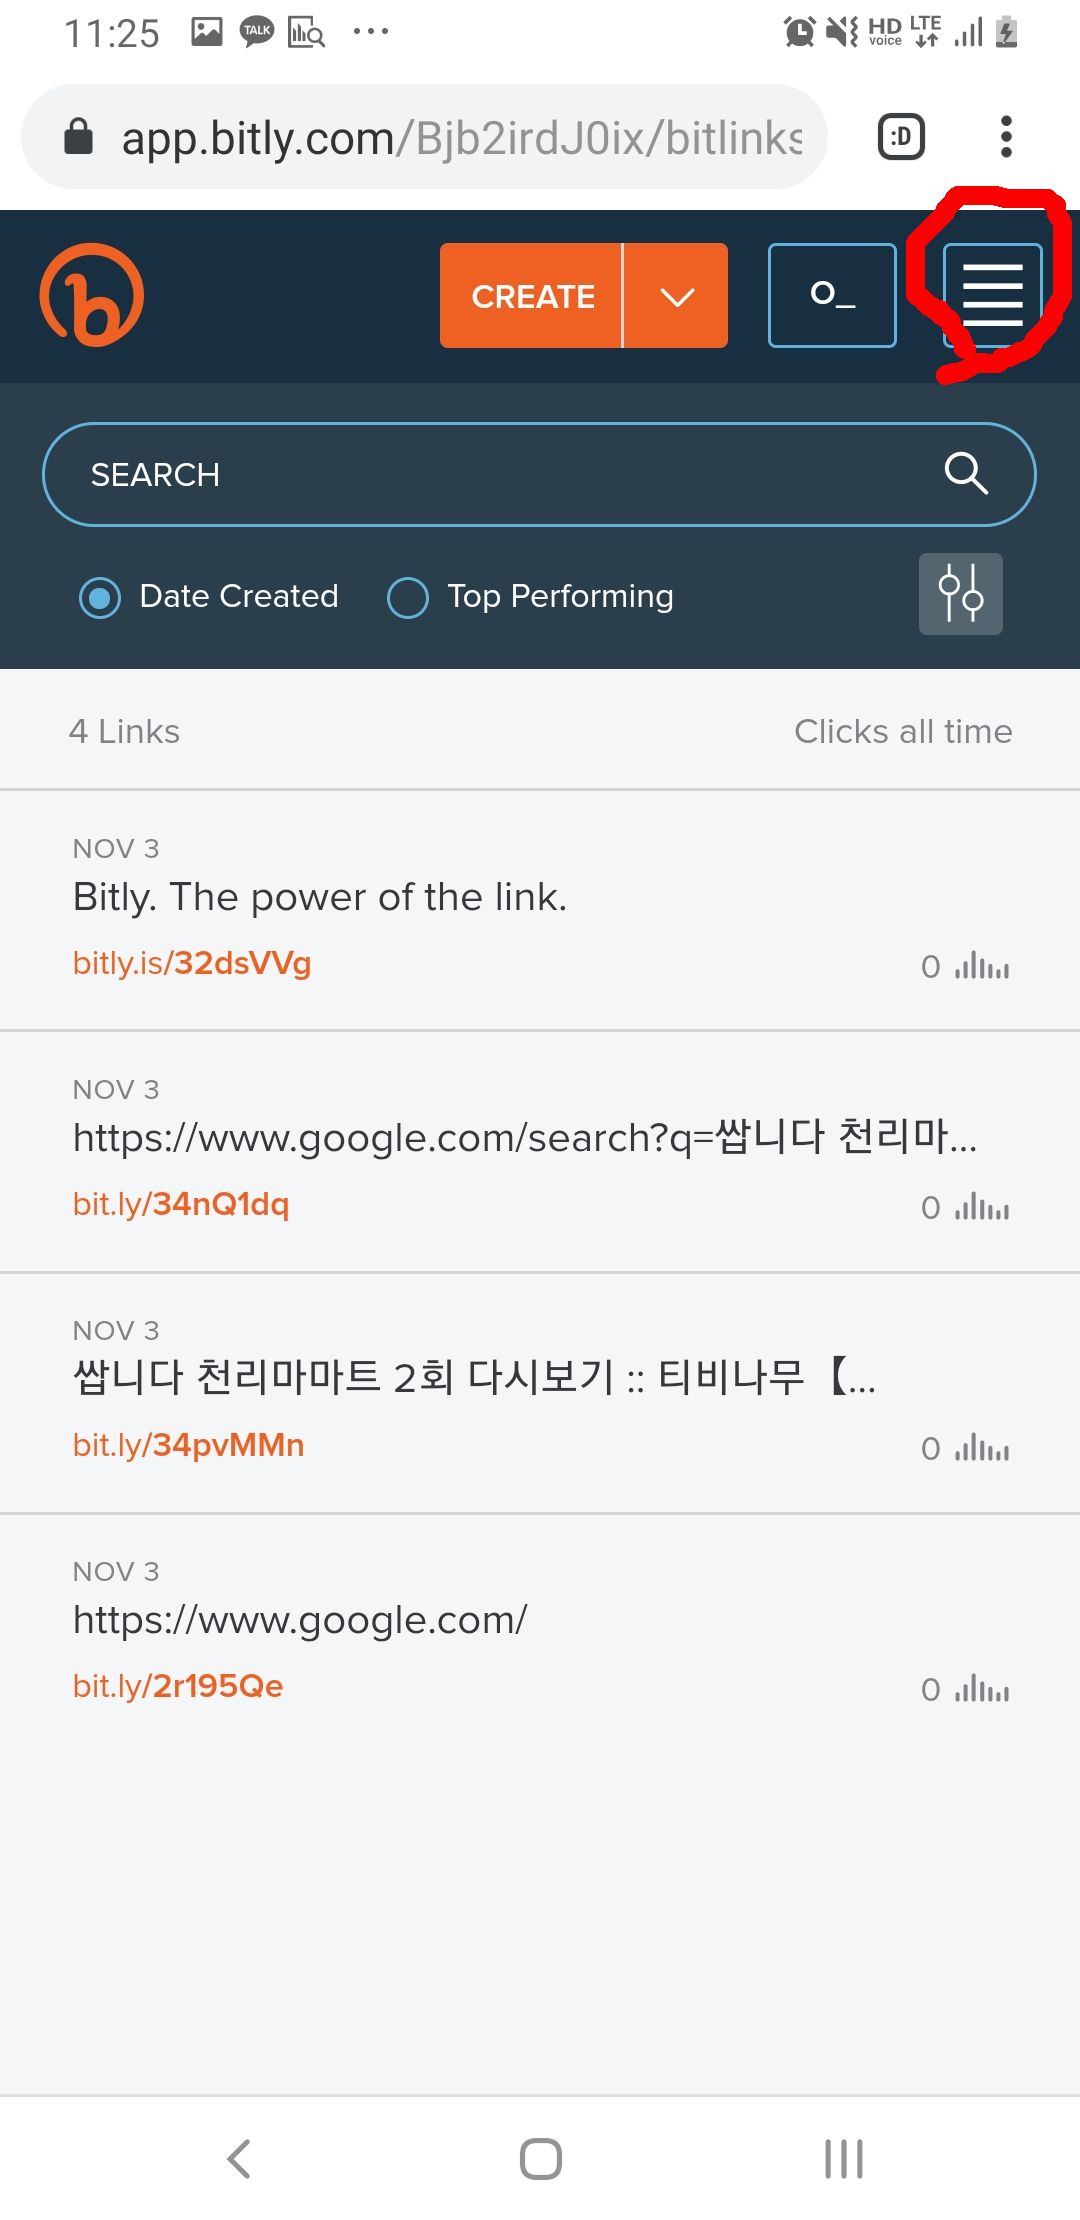 11:25 TALK HD voice LTE
app.bitly.com/Bjb2irdJ0ix/bitlinks
:D
b CREATE O_
SEARCH
Date Created Top Performing
4 Links Clicks all time
NOV 3
Bitly. The power of the link.
bitly.is/32dsVVg 0
NOV 3
https://www.google.com/search?q=쌉니다 천리마...
bit.ly/34nQ1dq 0
NOV 3
쌉니다 천리마마트 2회 다시보기 :: 티비나무【...
bit.ly/34pvMMn 0
NOV 3
https://www.google.com/
bit.ly/2r195Qe 0